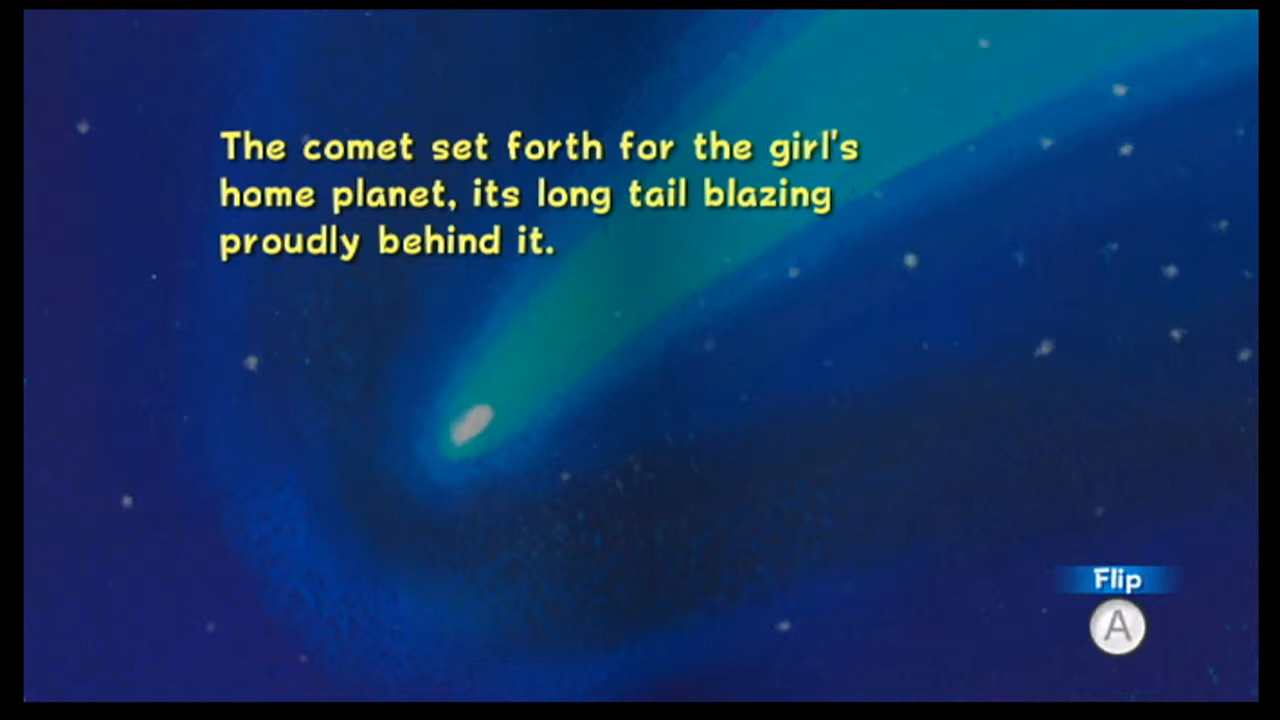 The comet set forth for the girl's
home planet, its long tail blazing
proudly behind it.
Flip
A